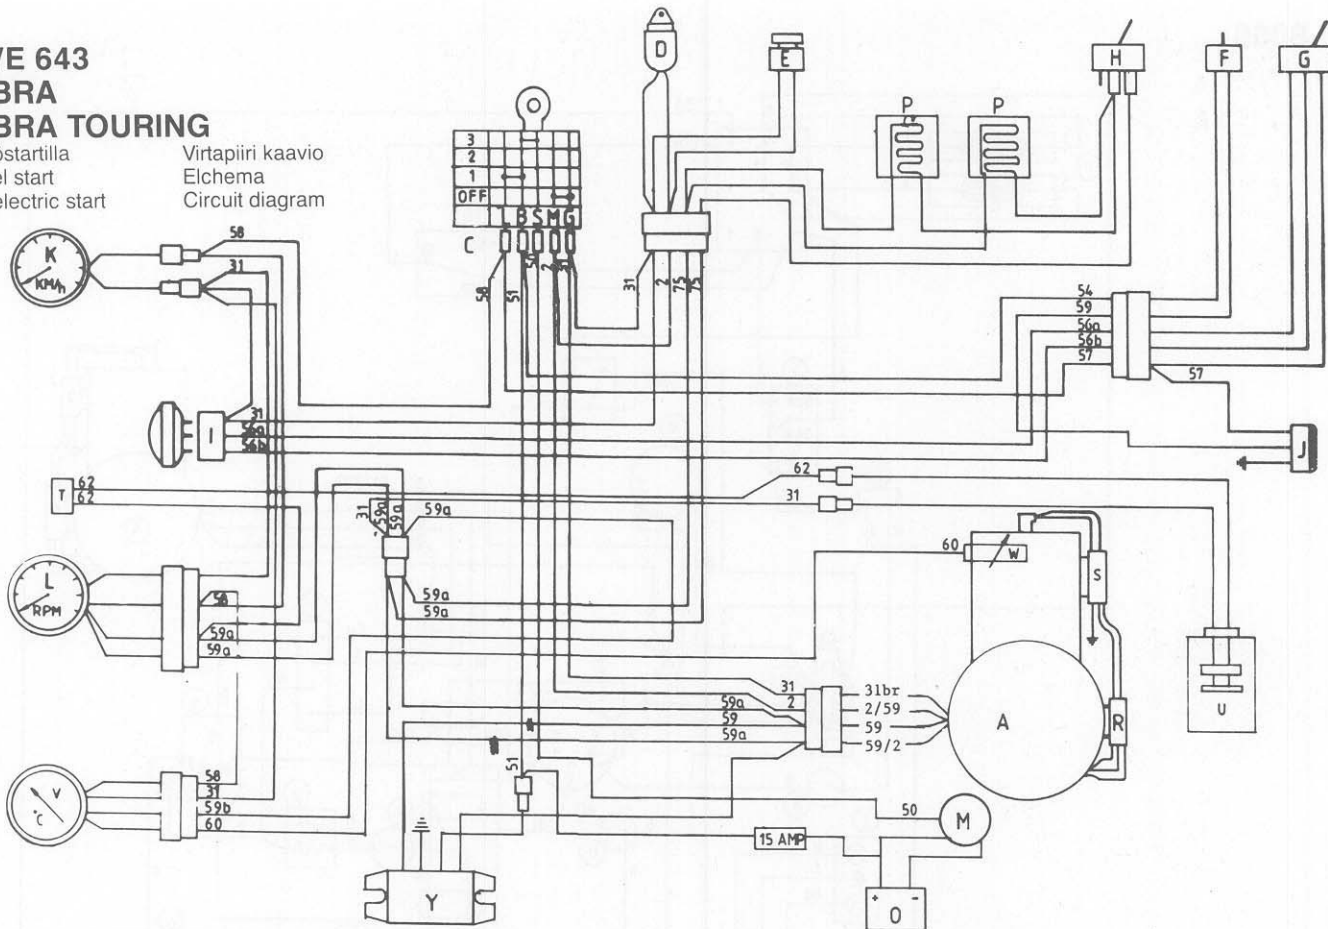 VE 643
BRA
BRA TOURING
ostartilla Virtapiiri kaavio
el start Elchema
electric start Circuit diagram
D
E
H
F
G
P P
3
2
1
OFF
L B S M G
C
58 51 50 2 31
31 2 75 75
K
KM/h
58
31
54
59
56a
56b
57
57
I
31
56a
56b
J
T
62
62
62
31
31 59a 59a 59a
59a
59a
60
W
S
L
RPM
58
59a
59a
U
31
2
59a
59
59a
31br
2/59
59
59/2
A
R
V
°C
58
31
59b
60
51
50
M
15 AMP
Y
+ -
O